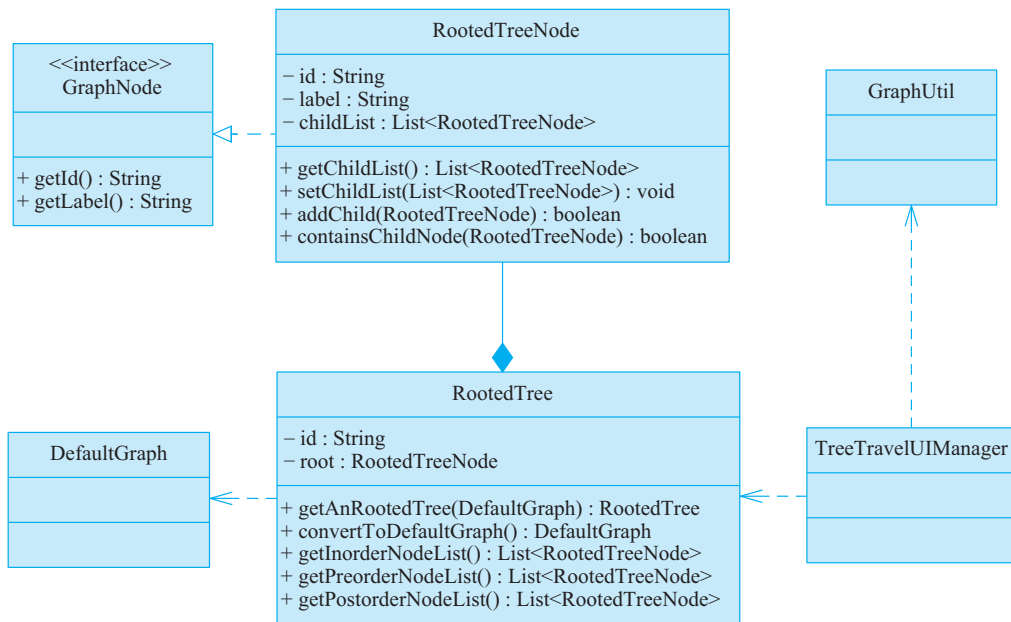 <<interface>>
GraphNode
+ getId() : String
+ getLabel() : String
RootedTreeNode
− id : String
− label : String
− childList : List<RootedTreeNode>
+ getChildList() : List<RootedTreeNode>
+ setChildList(List<RootedTreeNode>) : void
+ addChild(RootedTreeNode) : boolean
+ containsChildNode(RootedTreeNode) : boolean
GraphUtil
DefaultGraph
RootedTree
− id : String
− root : RootedTreeNode
+ getAnRootedTree(DefaultGraph) : RootedTree
+ convertToDefaultGraph() : DefaultGraph
+ getInorderNodeList() : List<RootedTreeNode>
+ getPreorderNodeList() : List<RootedTreeNode>
+ getPostorderNodeList() : List<RootedTreeNode>
TreeTravelUIManager